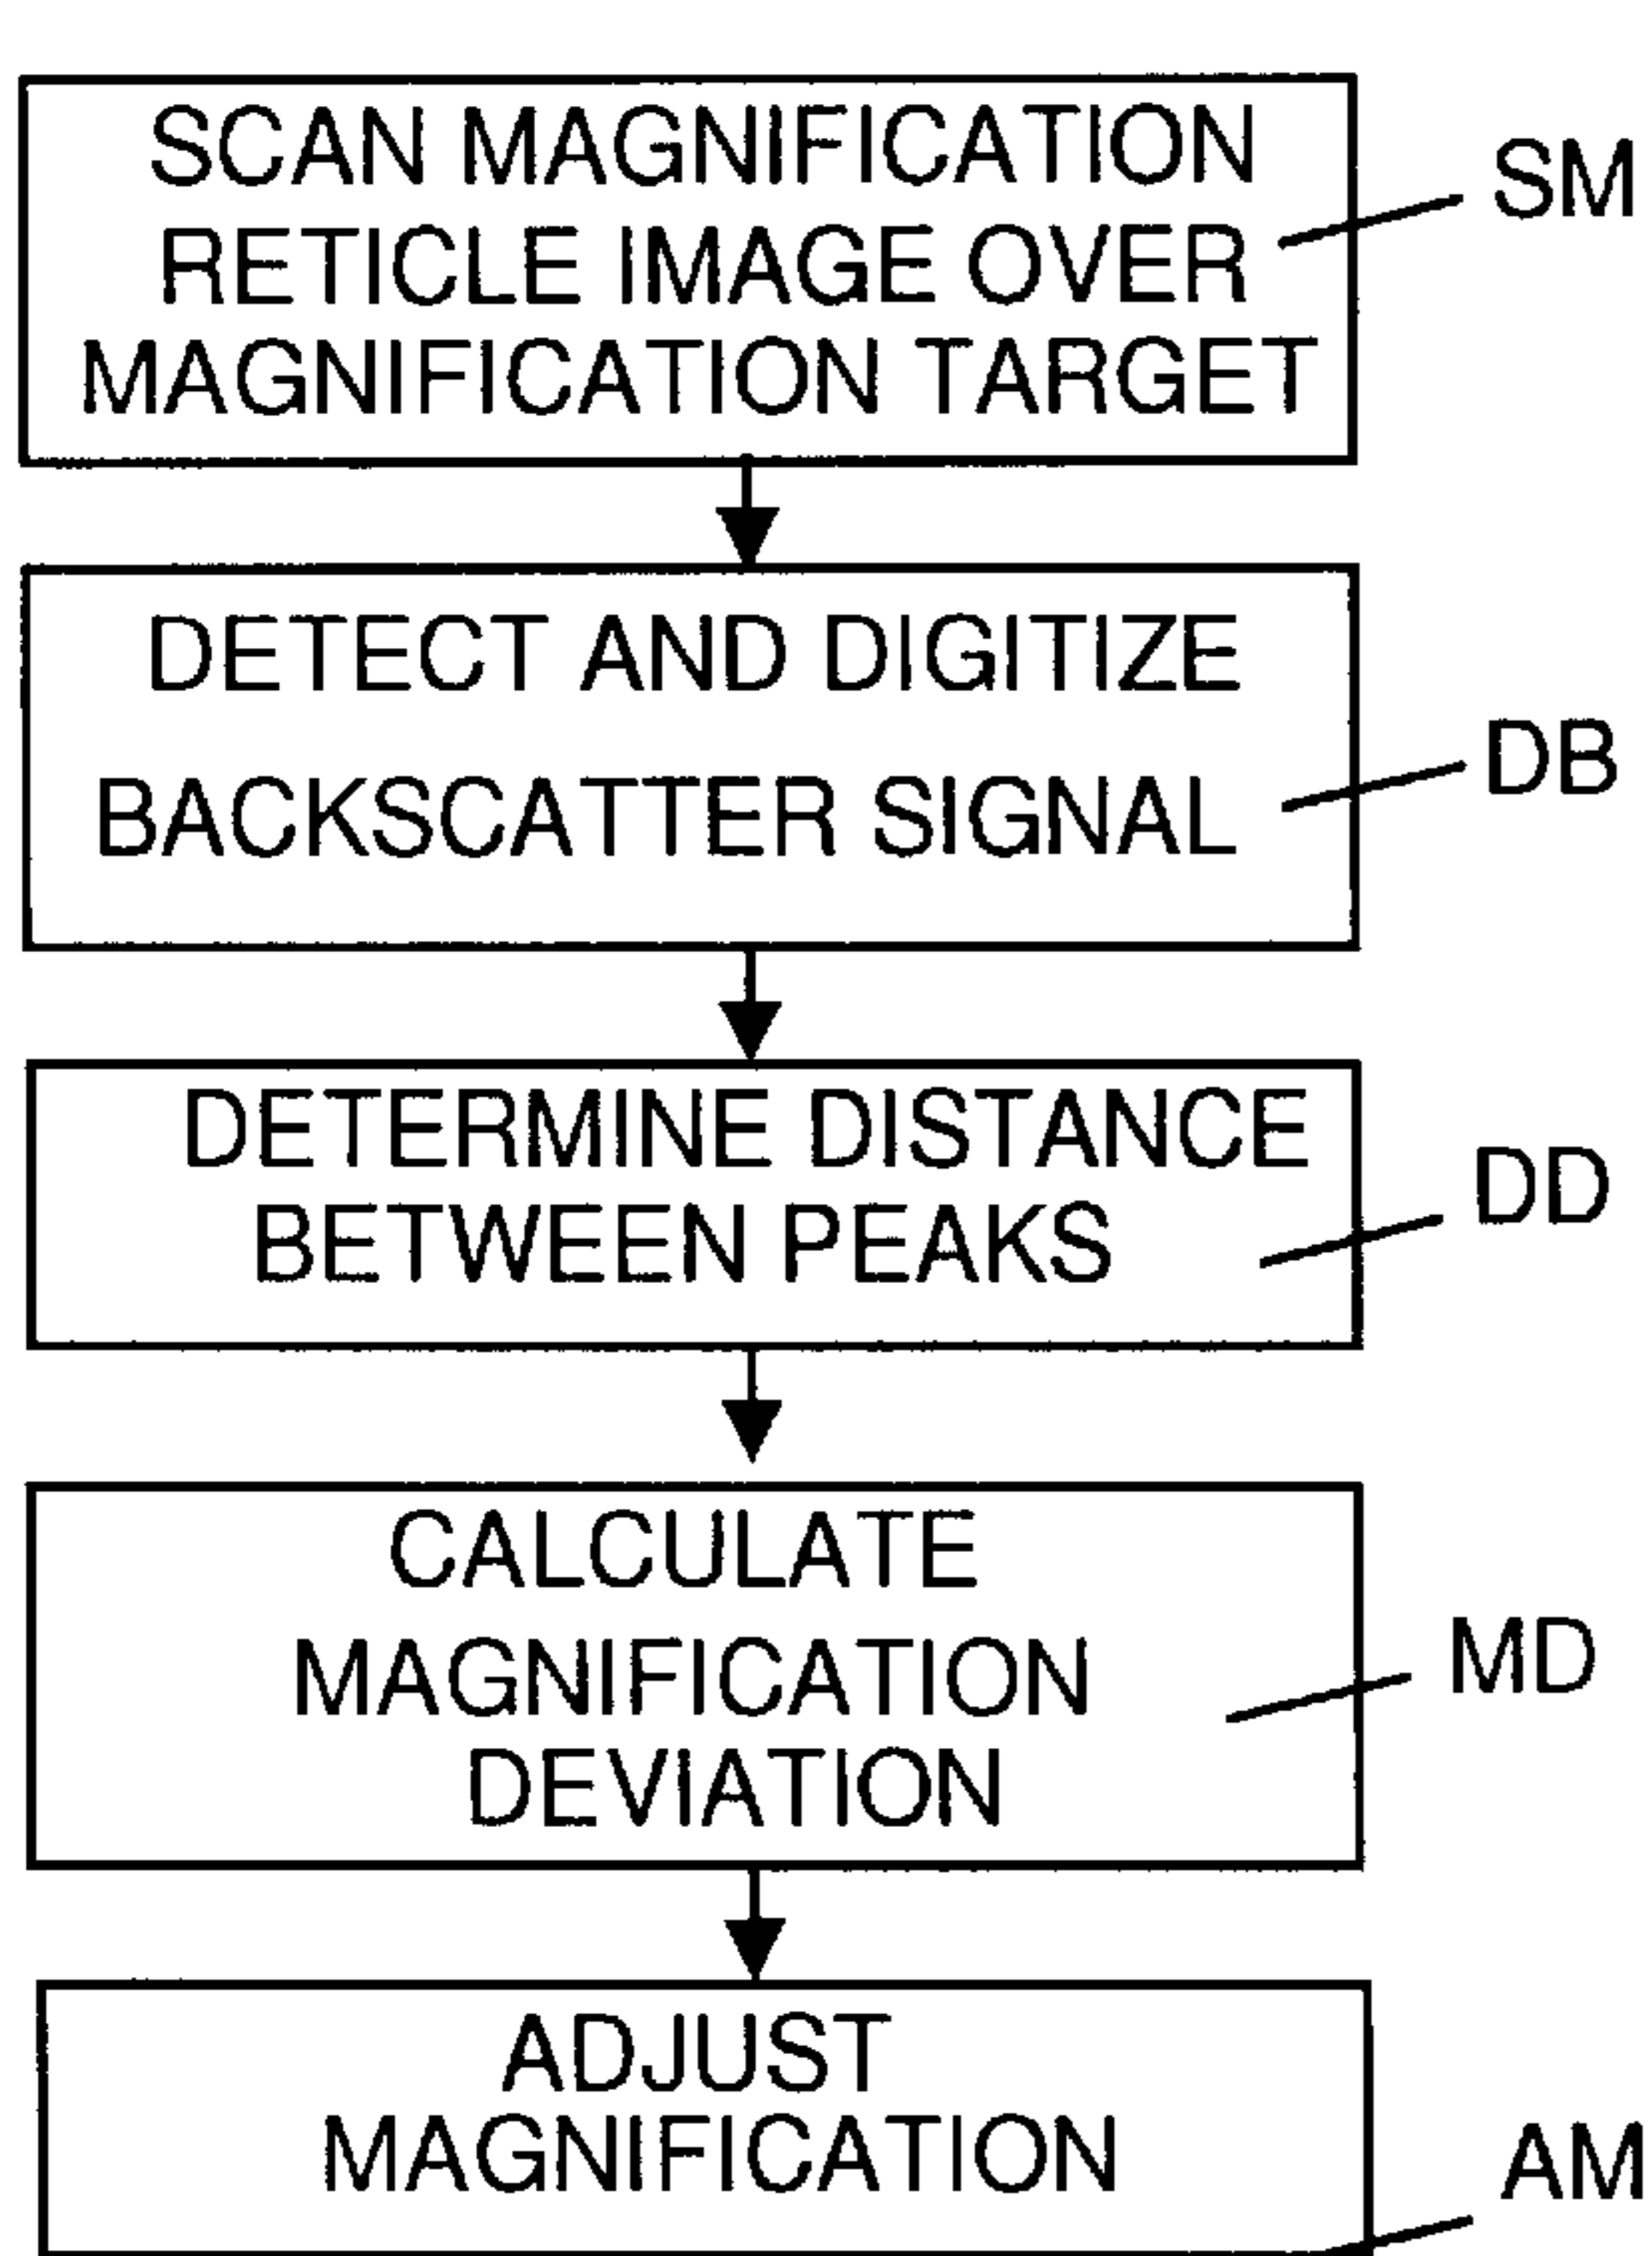 SCAN MAGNIFICATION
RETICLE IMAGE OVER
MAGNIFICATION TARGET
SM
DETECT AND DIGITIZE
BACKSCATTER SIGNAL
DB
DETERMINE DISTANCE
BETWEEN PEAKS
DD
CALCULATE
MAGNIFICATION
DEVIATION
MD
ADJUST
MAGNIFICATION
AM